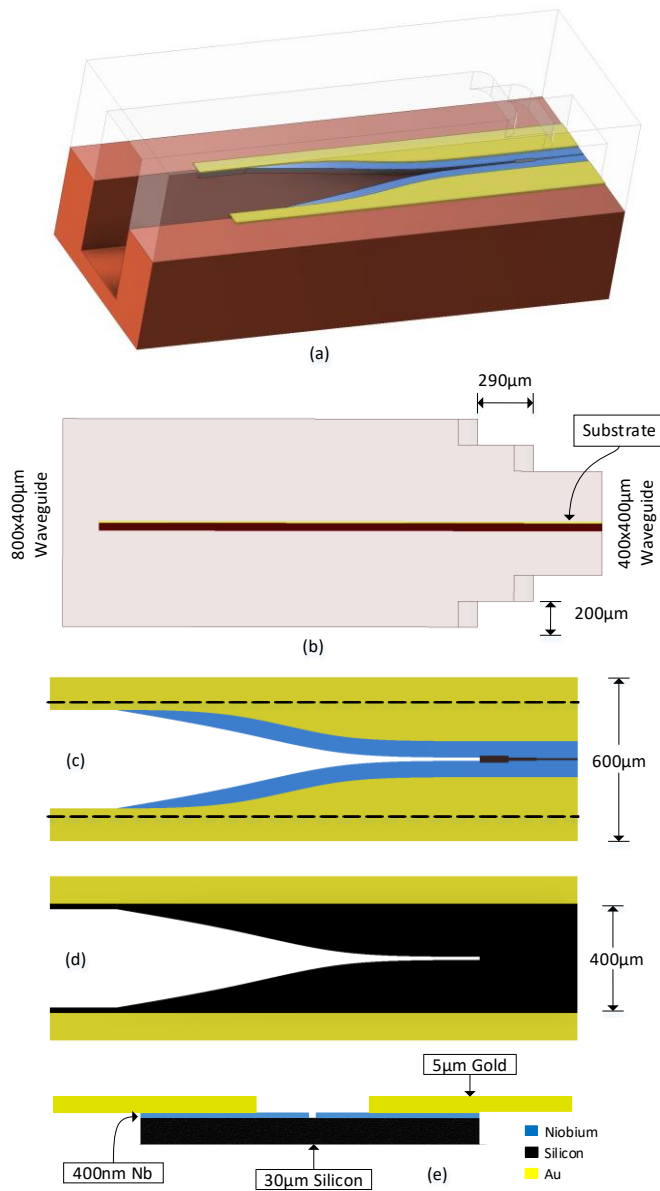 (a)
290µm
Substrate
800x400µm
Waveguide
400x400µm
Waveguide
200µm
(b)
(c)
600µm
(d)
400µm
5µm Gold
400nm Nb
30µm Silicon
(e)
Niobium
Silicon
Au